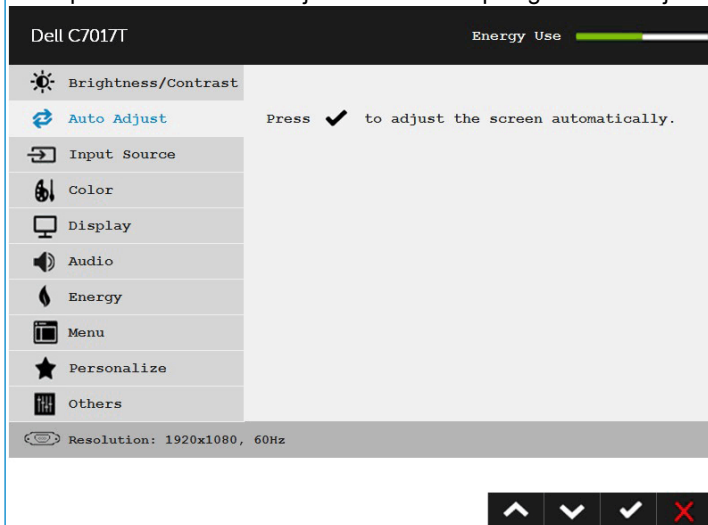 Dell C7017T
Energy Use
Brightness/Contrast
Auto Adjust
Press ✔ to adjust the screen automatically.
Input Source
Color
Display
Audio
Energy
Menu
Personalize
Others
Resolution: 1920x1080, 60Hz